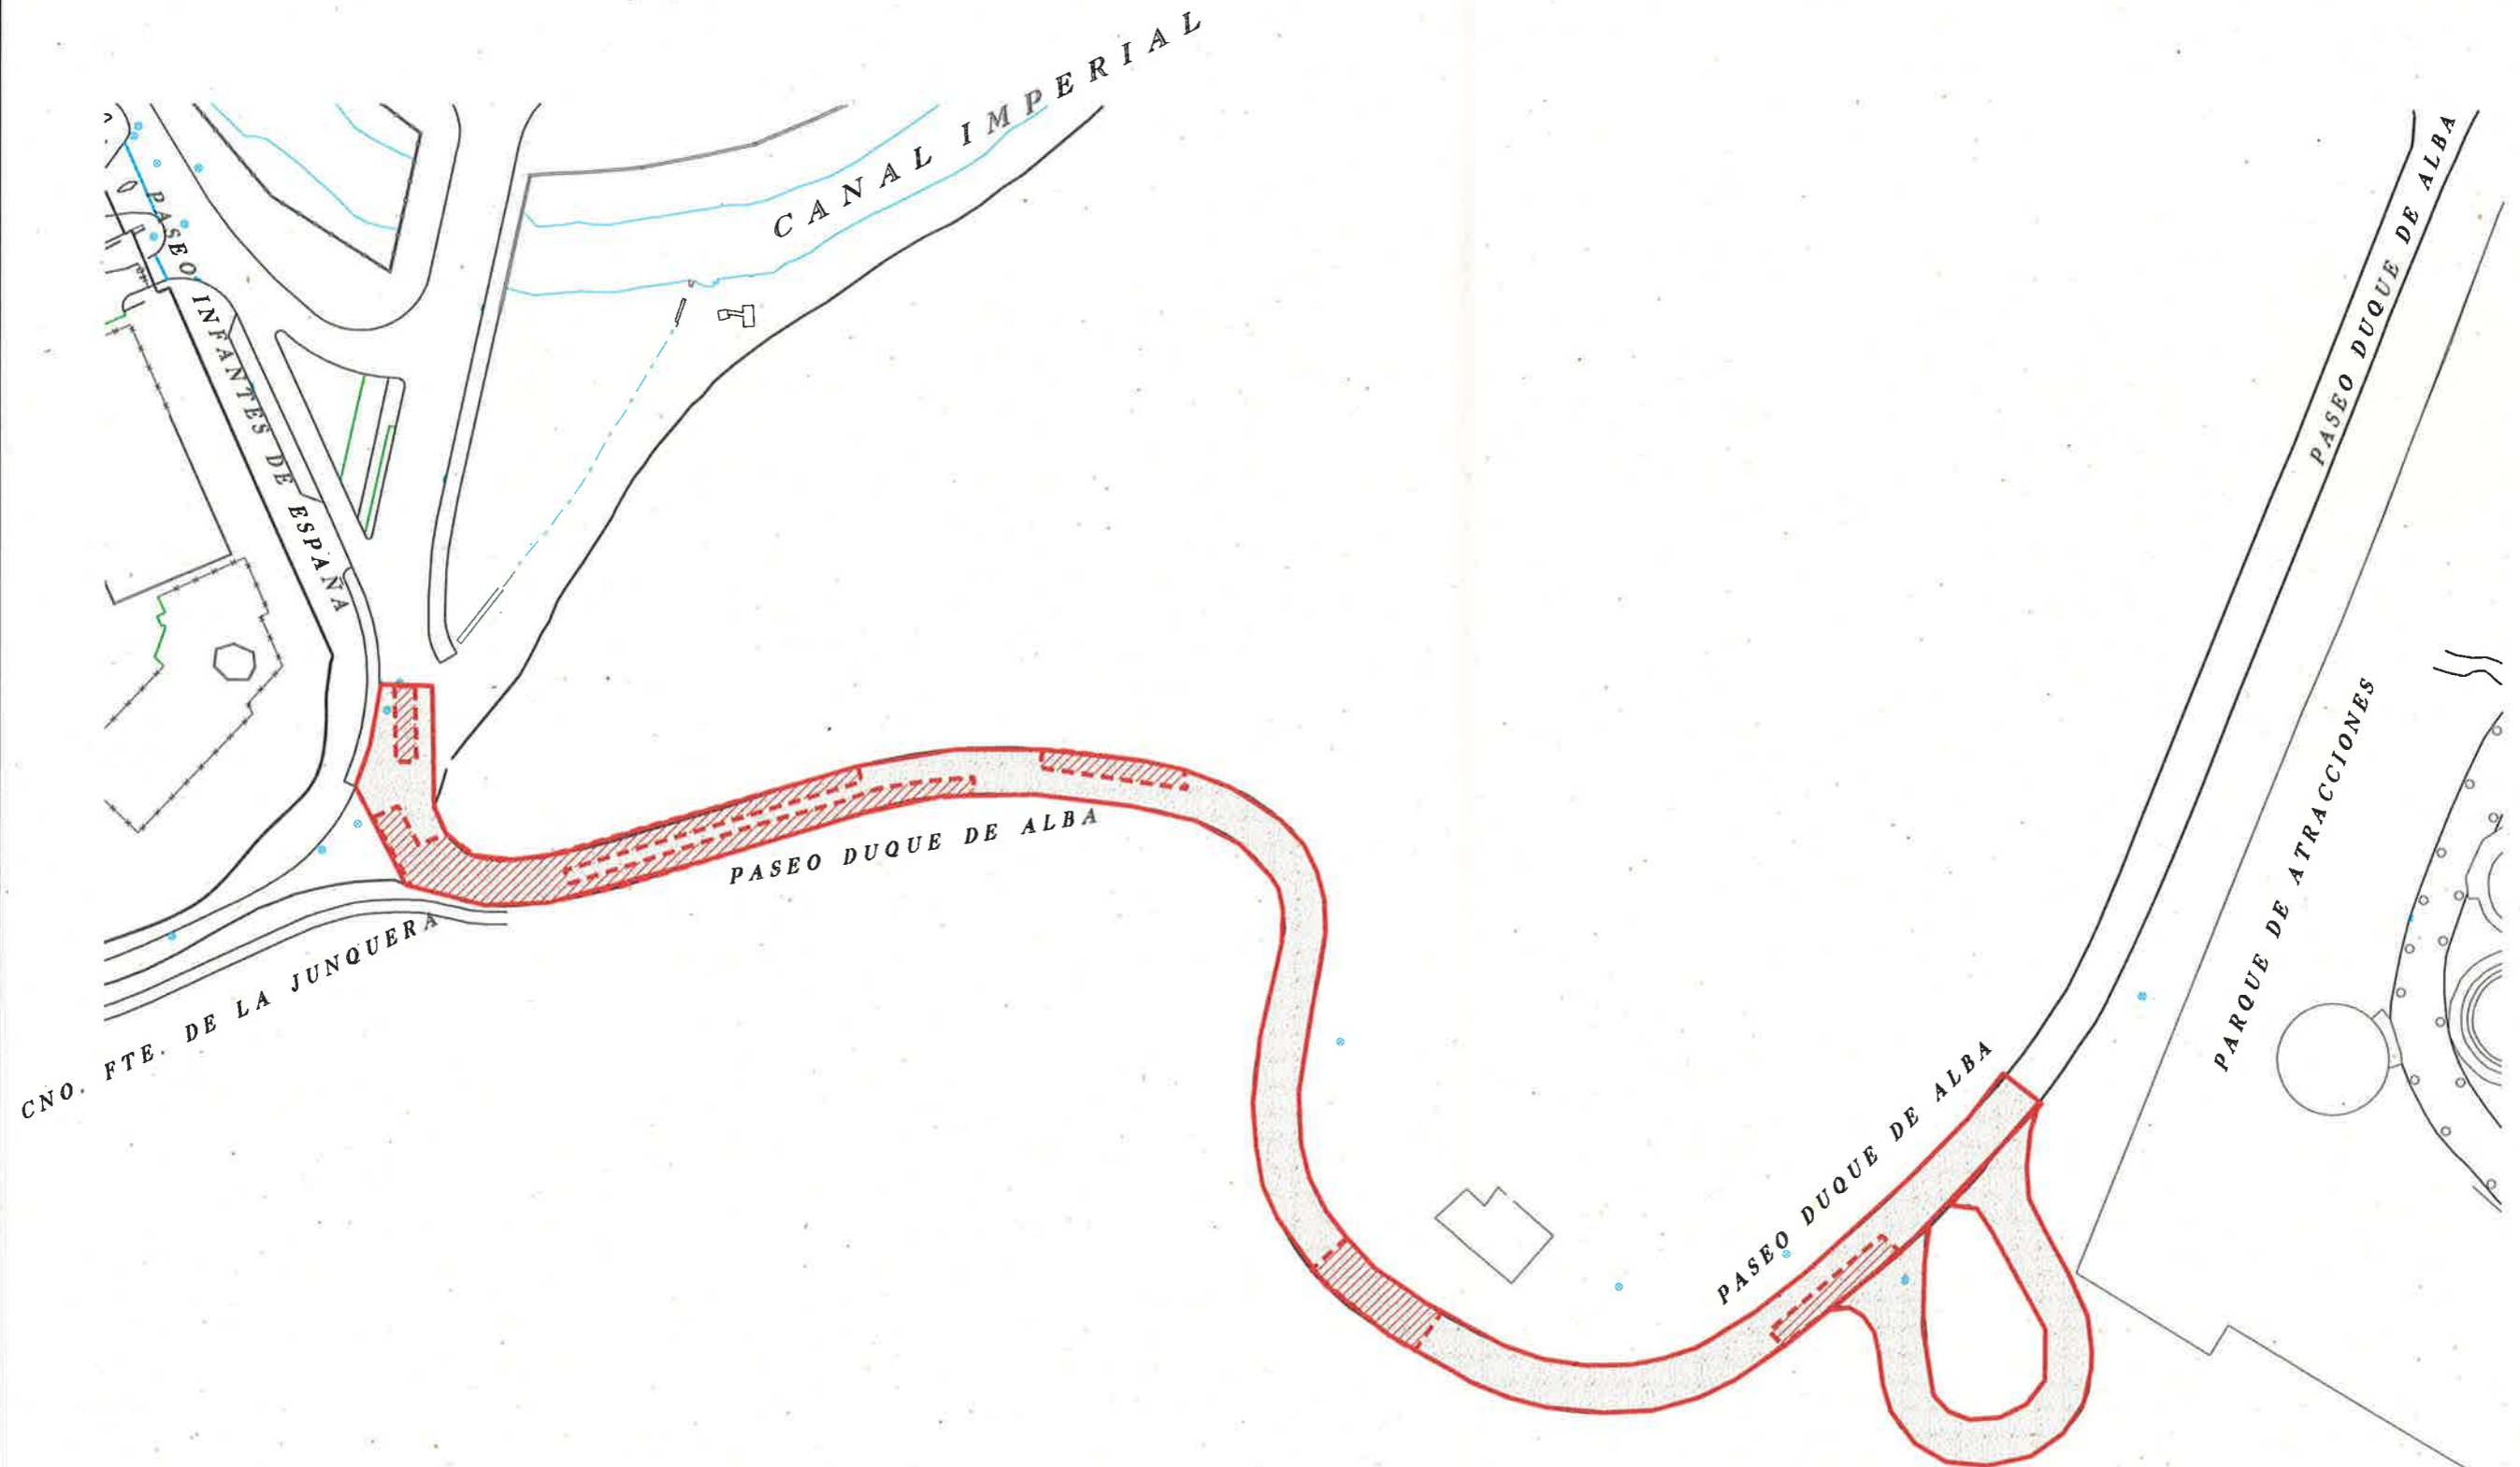 CANAL IMPERIAL
PASEO DUQUE DE ALBA
PASEO INFANTES DE ESPAÑA
PARQUE DE ATRACCIONES
PASEO DUQUE DE ALBA
CNO. FTE. DE LA JUNQUERA
PASEO DUQUE DE ALBA